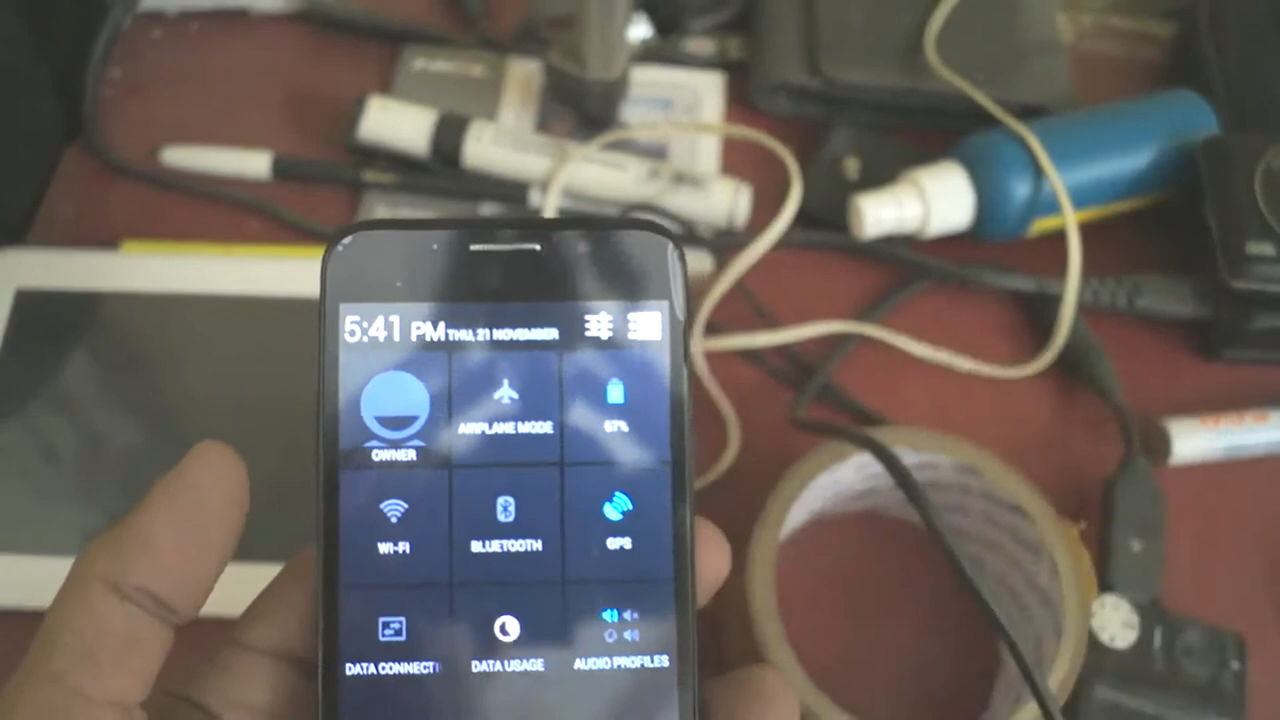 5:41 PM THU, 21 NOVEMBER
OWNER
AIRPLANE MODE
67%
WI-FI
BLUETOOTH
GPS
DATA CONNECTI
DATA USAGE
AUDIO PROFILES